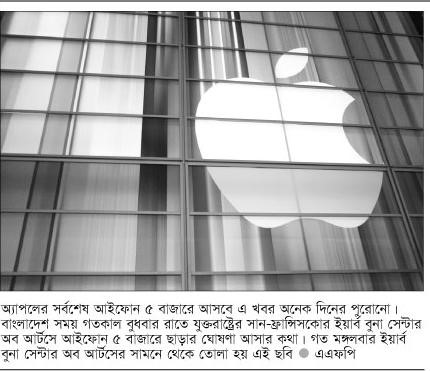 অ্যাপলের সর্বশেষ আইফোন ৫ বাজারে আসবে এ খবর অনেক দিনের পুরোনো।
বাংলাদেশ সময় গতকাল বুধবার রাতে যুক্তরাষ্ট্রের সান-ফ্রান্সিসকোর ইয়ার্ব বুনা সেন্টার
অব আর্টসে আইফোন ৫ বাজারে ছাড়ার ঘোষণা আসার কথা। গত মঙ্গলবার ইয়ার্ব
বুনা সেন্টার অব আর্টসের সামনে থেকে তোলা হয় এই ছবি ● এএফপি